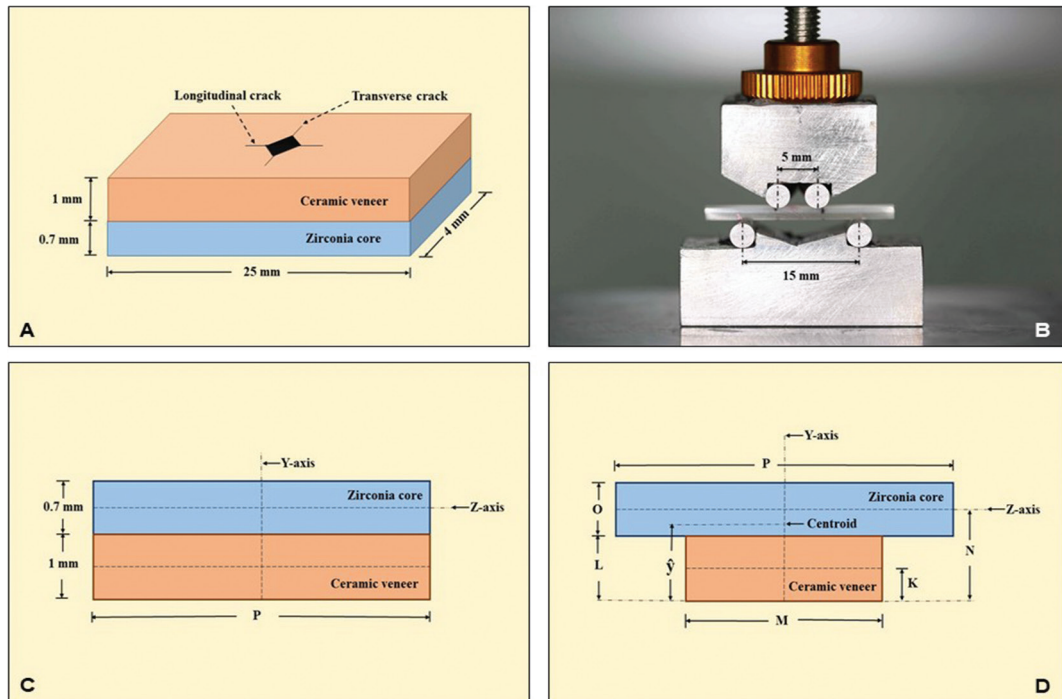 Longitudinal crack
Transverse crack
1 mm
Ceramic veneer
0.7 mm
Zirconia core
4 mm
25 mm
A
5 mm
15 mm
B
Y-axis
Zirconia core
0.7 mm
Z-axis
1 mm
Ceramic veneer
P
C
Y-axis
P
Zirconia core
O
Z-axis
Centroid
L
ŷ
N
K
Ceramic veneer
M
D